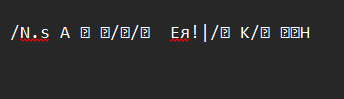 /N.s A � �/�/� Eя!|/� K/� ��H